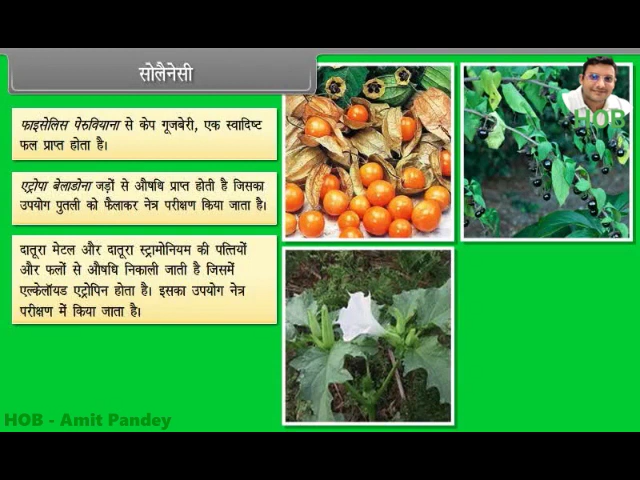 सोलैनेसी
फाइसेलिस पेरुवियाना से केप गूजबेरी, एक स्वादिष्ट
फल प्राप्त होता है।
एट्रोपा बेलाडोना जड़ों से औषधि प्राप्त होती है जिसका
उपयोग पुतली को फैलाकर नेत्र परीक्षण किया जाता है।
दातूरा मेटल और दातूरा स्ट्रामोनियम की पत्तियों
और फलों से औषधि निकाली जाती है जिसमें
एल्केलॉयड एट्रोपिन होता है। इसका उपयोग नेत्र
परीक्षण में किया जाता है।
HOB
HOB - Amit Pandey